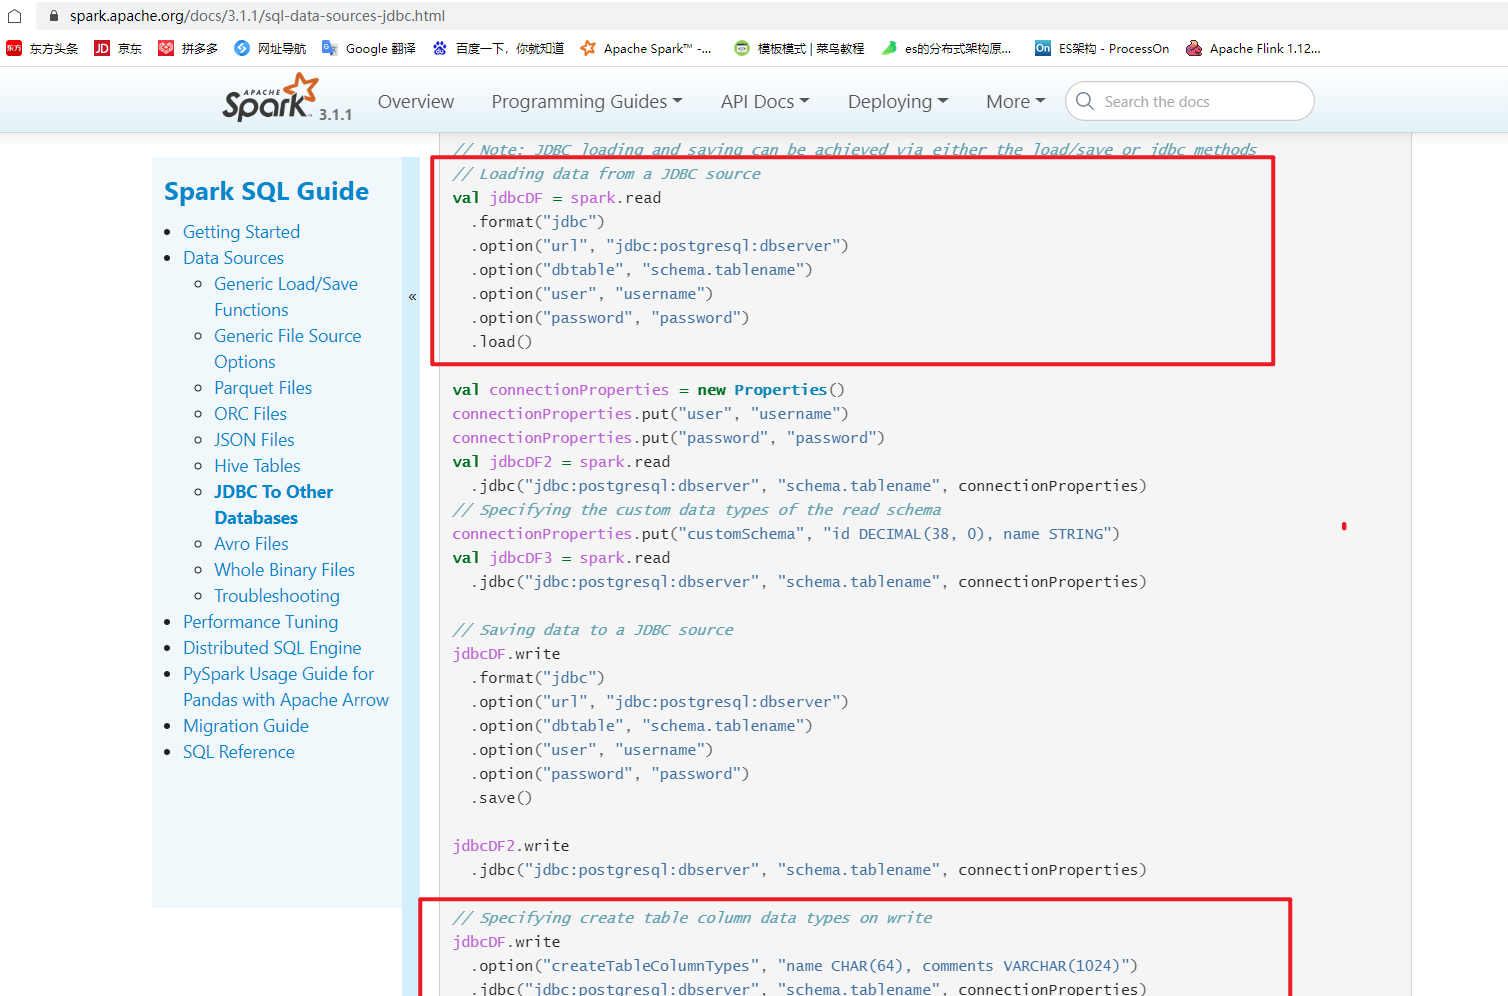 spark.apache.org/docs/3.1.1/sql-data-sources-jdbc.html
东方 东方头条 JD 京东 拼多多 网址导航 Google 翻译 百度一下，你就知道 Apache Spark™ -... 模板模式 | 菜鸟教程 es的分布式架构原... On ES架构 - ProcessOn Apache Flink 1.12...
APACHE Spark™ 3.1.1 Overview Programming Guides API Docs Deploying More Search the docs
Spark SQL Guide
Getting Started
Data Sources
Generic Load/Save
Functions
Generic File Source
Options
Parquet Files
ORC Files
JSON Files
Hive Tables
JDBC To Other
Databases
Avro Files
Whole Binary Files
Troubleshooting
Performance Tuning
Distributed SQL Engine
PySpark Usage Guide for
Pandas with Apache Arrow
Migration Guide
SQL Reference
«
// Note: JDBC loading and saving can be achieved via either the load/save or jdbc methods
// Loading data from a JDBC source
val jdbcDF = spark.read
  .format("jdbc")
  .option("url", "jdbc:postgresql:dbserver")
  .option("dbtable", "schema.tablename")
  .option("user", "username")
  .option("password", "password")
  .load()
val connectionProperties = new Properties()
connectionProperties.put("user", "username")
connectionProperties.put("password", "password")
val jdbcDF2 = spark.read
  .jdbc("jdbc:postgresql:dbserver", "schema.tablename", connectionProperties)
// Specifying the custom data types of the read schema
connectionProperties.put("customSchema", "id DECIMAL(38, 0), name STRING")
val jdbcDF3 = spark.read
  .jdbc("jdbc:postgresql:dbserver", "schema.tablename", connectionProperties)
// Saving data to a JDBC source
jdbcDF.write
  .format("jdbc")
  .option("url", "jdbc:postgresql:dbserver")
  .option("dbtable", "schema.tablename")
  .option("user", "username")
  .option("password", "password")
  .save()
jdbcDF2.write
  .jdbc("jdbc:postgresql:dbserver", "schema.tablename", connectionProperties)
// Specifying create table column data types on write
jdbcDF.write
  .option("createTableColumnTypes", "name CHAR(64), comments VARCHAR(1024)")
  .jdbc("jdbc:postgresql:dbserver", "schema.tablename", connectionProperties)